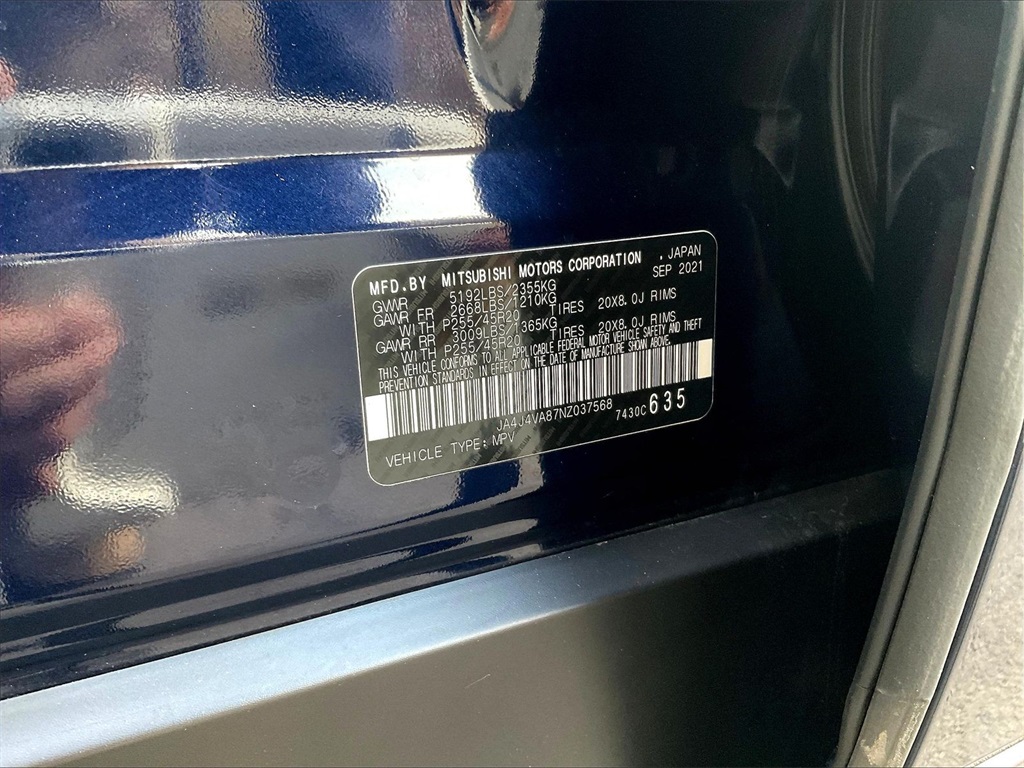 MFD.BY MITSUBISHI MOTORS CORPORATION , JAPAN
GVWR 5192LBS/2355KG SEP 2021
GAWR FR 2668LBS/1210KG
WITH P255/45R20 TIRES 20X8.0J RIMS
GAWR RR 3009LBS/1365KG
WITH P255/45R20 TIRES 20X8.0J RIMS
THIS VEHICLE CONFORMS TO ALL APPLICABLE FEDERAL MOTOR VEHICLE SAFETY AND THEFT
PREVENTION STANDARDS IN EFFECT ON THE DATE OF MANUFACTURE SHOWN ABOVE.
JA4J4VA87NZ037568 7430C 635
VEHICLE TYPE: MPV